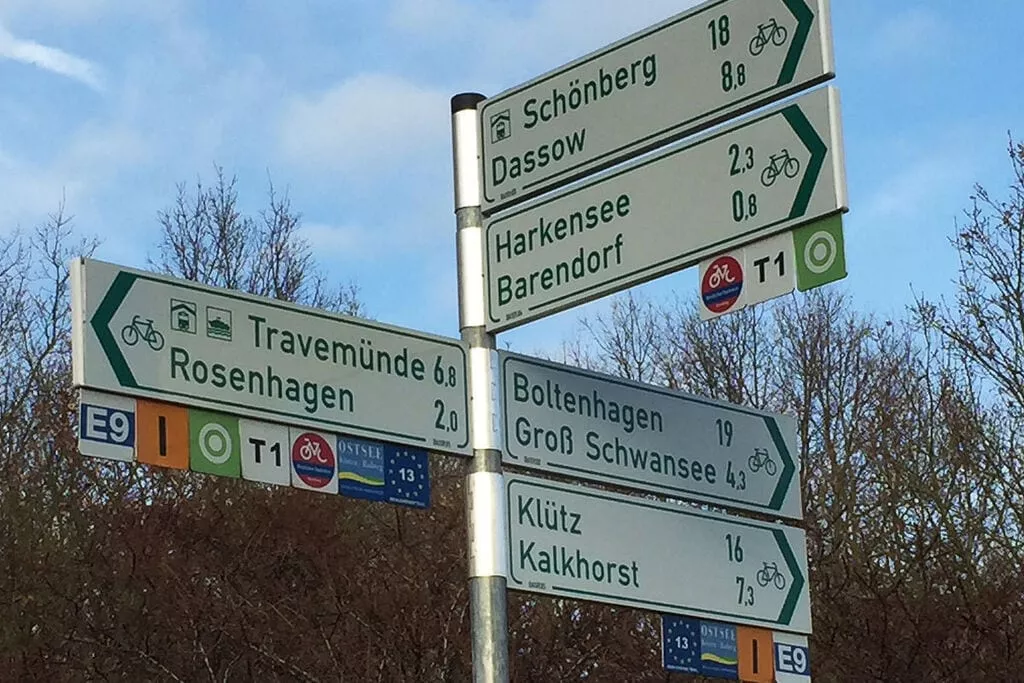 Schönberg 18
Dassow 8,8
Harkensee 2,3
Barendorf 0,8
T1
Travemünde 6,8
Rosenhagen 2,0
E9 I T1 OSTSEE 13
Boltenhagen 19
Groß Schwansee 4,3
Klütz 16
Kalkhorst 7,3
13 OSTSEE I E9